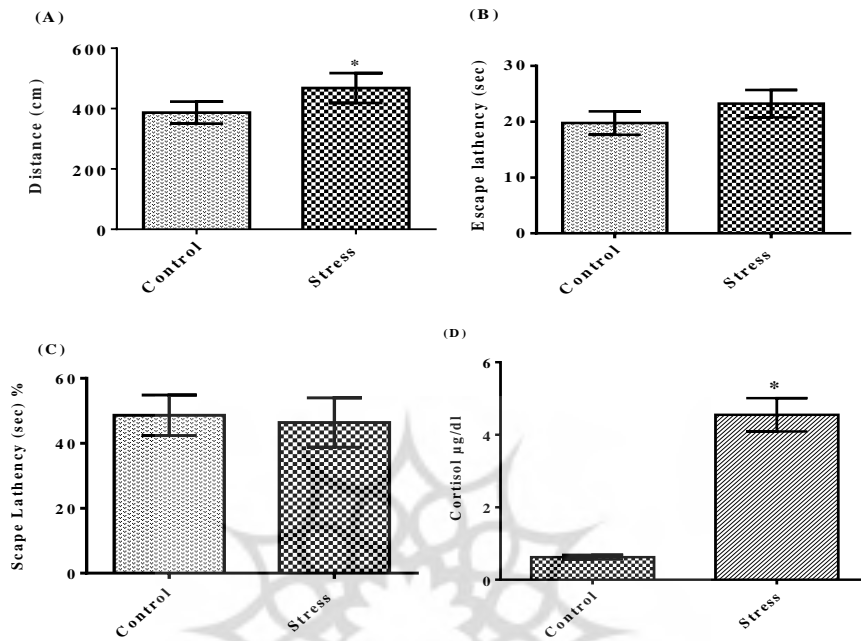 (A)
Distance (cm)
600
400
200
0
*
Control
Stress
(B)
Escape lathency (sec)
30
20
10
0
Control
Stress
(C)
Scape Lathency (sec) %
60
40
20
0
Control
Stress
(D)
Cortisol µg/dl
6
4
2
0
*
Control
Stress